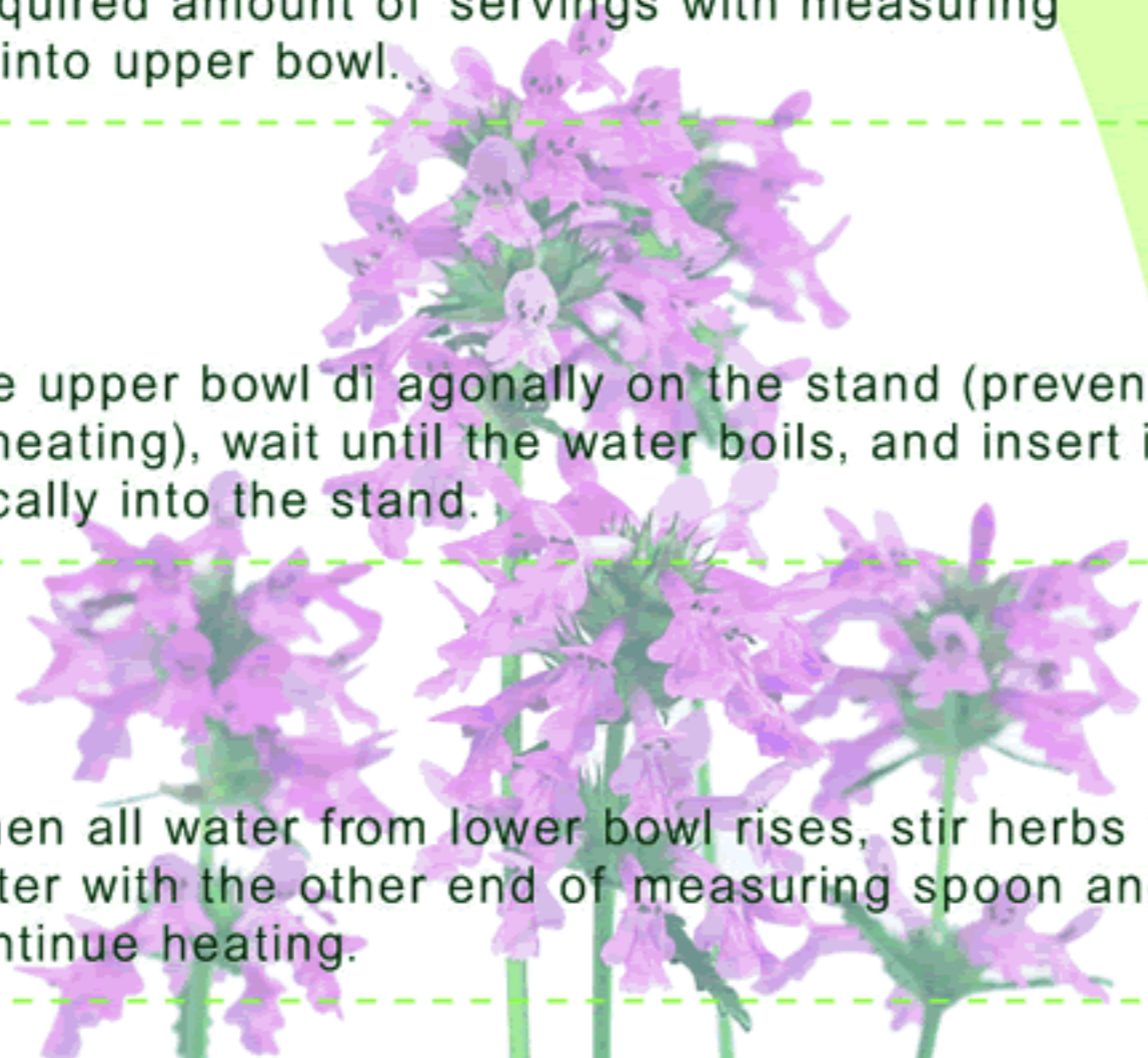 quired amount of servings with measuring
into upper bowl.
e upper bowl di agonally on the stand (preven
heating), wait until the water boils, and insert i
cally into the stand.
hen all water from lower bowl rises, stir herbs
ter with the other end of measuring spoon an
ntinue heating.